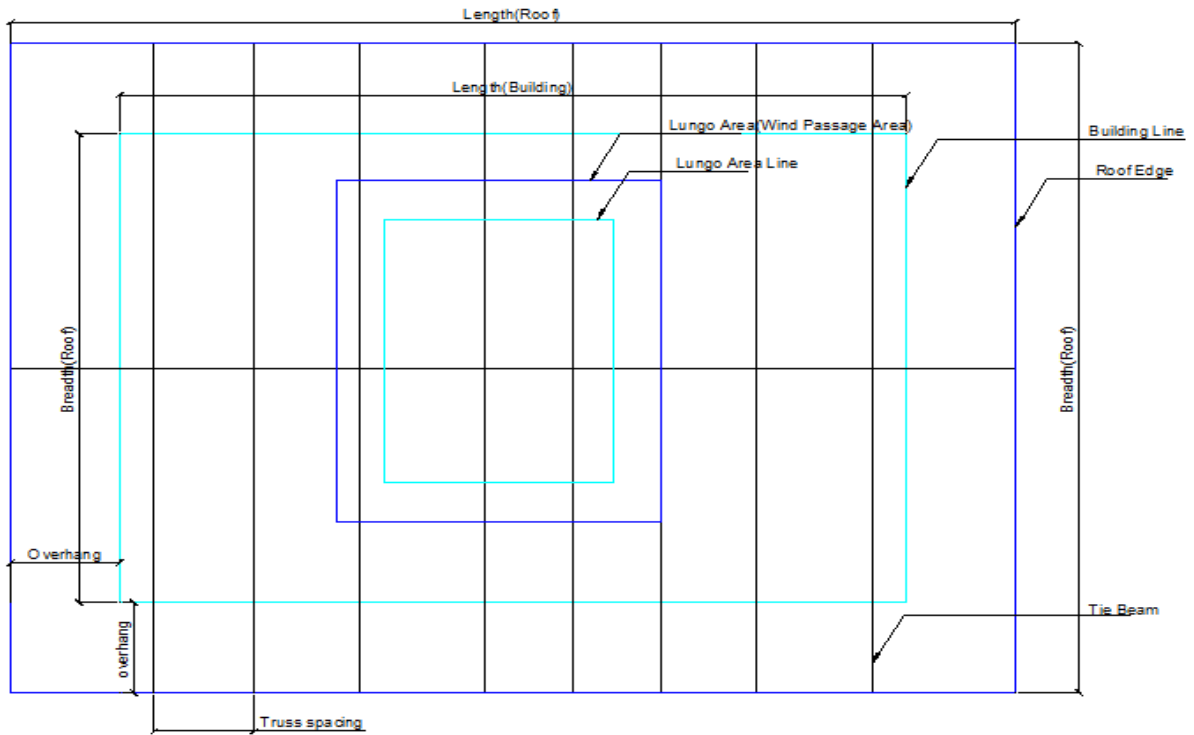 Length(Roof)
Length(Building)
Lungo Area(Wind Passage Area)
Building Line
Lungo Area Line
Roof Edge
Breadth(Roof)
Breadth(Roof)
Overhang
overhang
Tie Beam
Truss spacing